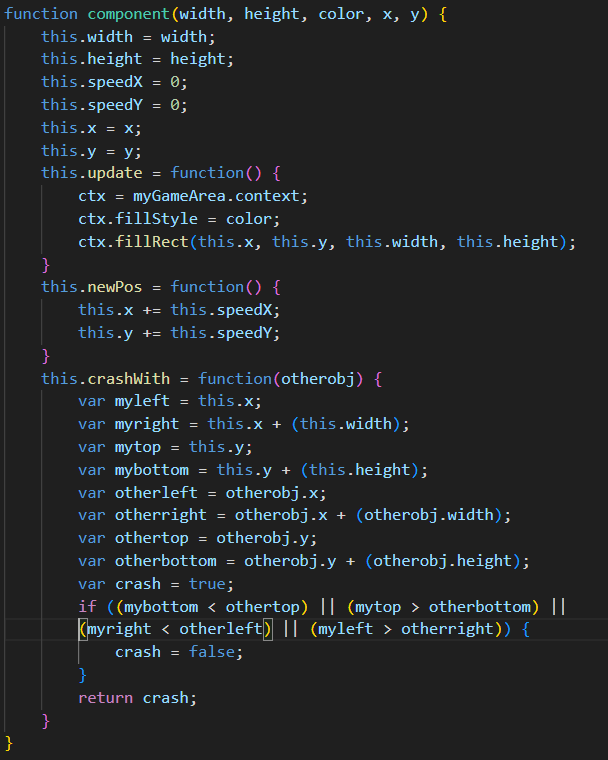 function component(width, height, color, x, y) {
    this.width = width;
    this.height = height;
    this.speedX = 0;
    this.speedY = 0;
    this.x = x;
    this.y = y;
    this.update = function() {
        ctx = myGameArea.context;
        ctx.fillStyle = color;
        ctx.fillRect(this.x, this.y, this.width, this.height);
    }
    this.newPos = function() {
        this.x += this.speedX;
        this.y += this.speedY;
    }
    this.crashWith = function(otherobj) {
        var myleft = this.x;
        var myright = this.x + (this.width);
        var mytop = this.y;
        var mybottom = this.y + (this.height);
        var otherleft = otherobj.x;
        var otherright = otherobj.x + (otherobj.width);
        var othertop = otherobj.y;
        var otherbottom = otherobj.y + (otherobj.height);
        var crash = true;
        if ((mybottom < othertop) || (mytop > otherbottom) ||
        (myright < otherleft) || (myleft > otherright)) {
            crash = false;
        }
        return crash;
    }
}